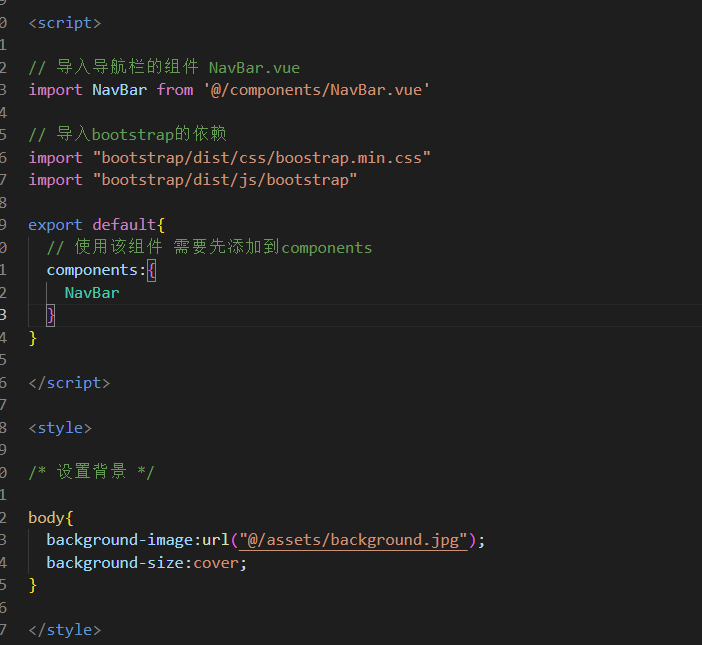 0 <script>
1
2 // 导入导航栏的组件 NavBar.vue
3 import NavBar from '@/components/NavBar.vue'
4
5 // 导入bootstrap的依赖
6 import "bootstrap/dist/css/boostrap.min.css"
7 import "bootstrap/dist/js/bootstrap"
8
9 export default{
0 // 使用该组件 需要先添加到components
1 components:{
2 NavBar
3 }
4 }
5
6 </script>
7
8 <style>
9
0 /* 设置背景 */
1
2 body{
3 background-image:url("@/assets/background.jpg");
4 background-size:cover;
5 }
6
7 </style>